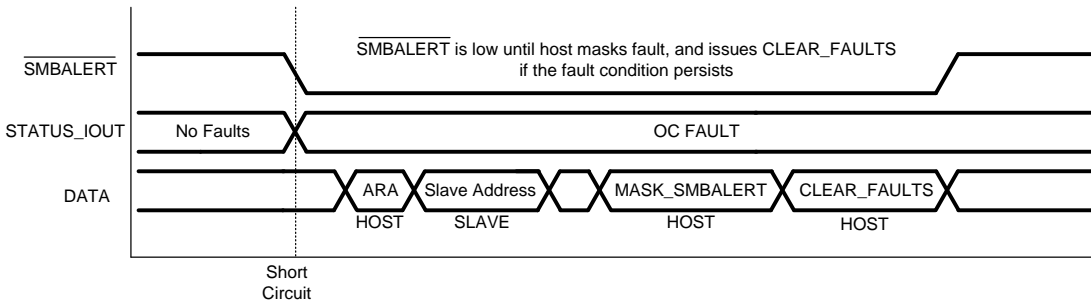 SMBALERT is low until host masks fault, and issues CLEAR_FAULTS
if the fault condition persists
SMBALERT
STATUS_IOUT
No Faults
OC FAULT
DATA
ARA
Slave Address
MASK_SMBALERT
CLEAR_FAULTS
HOST
SLAVE
HOST
HOST
Short
Circuit